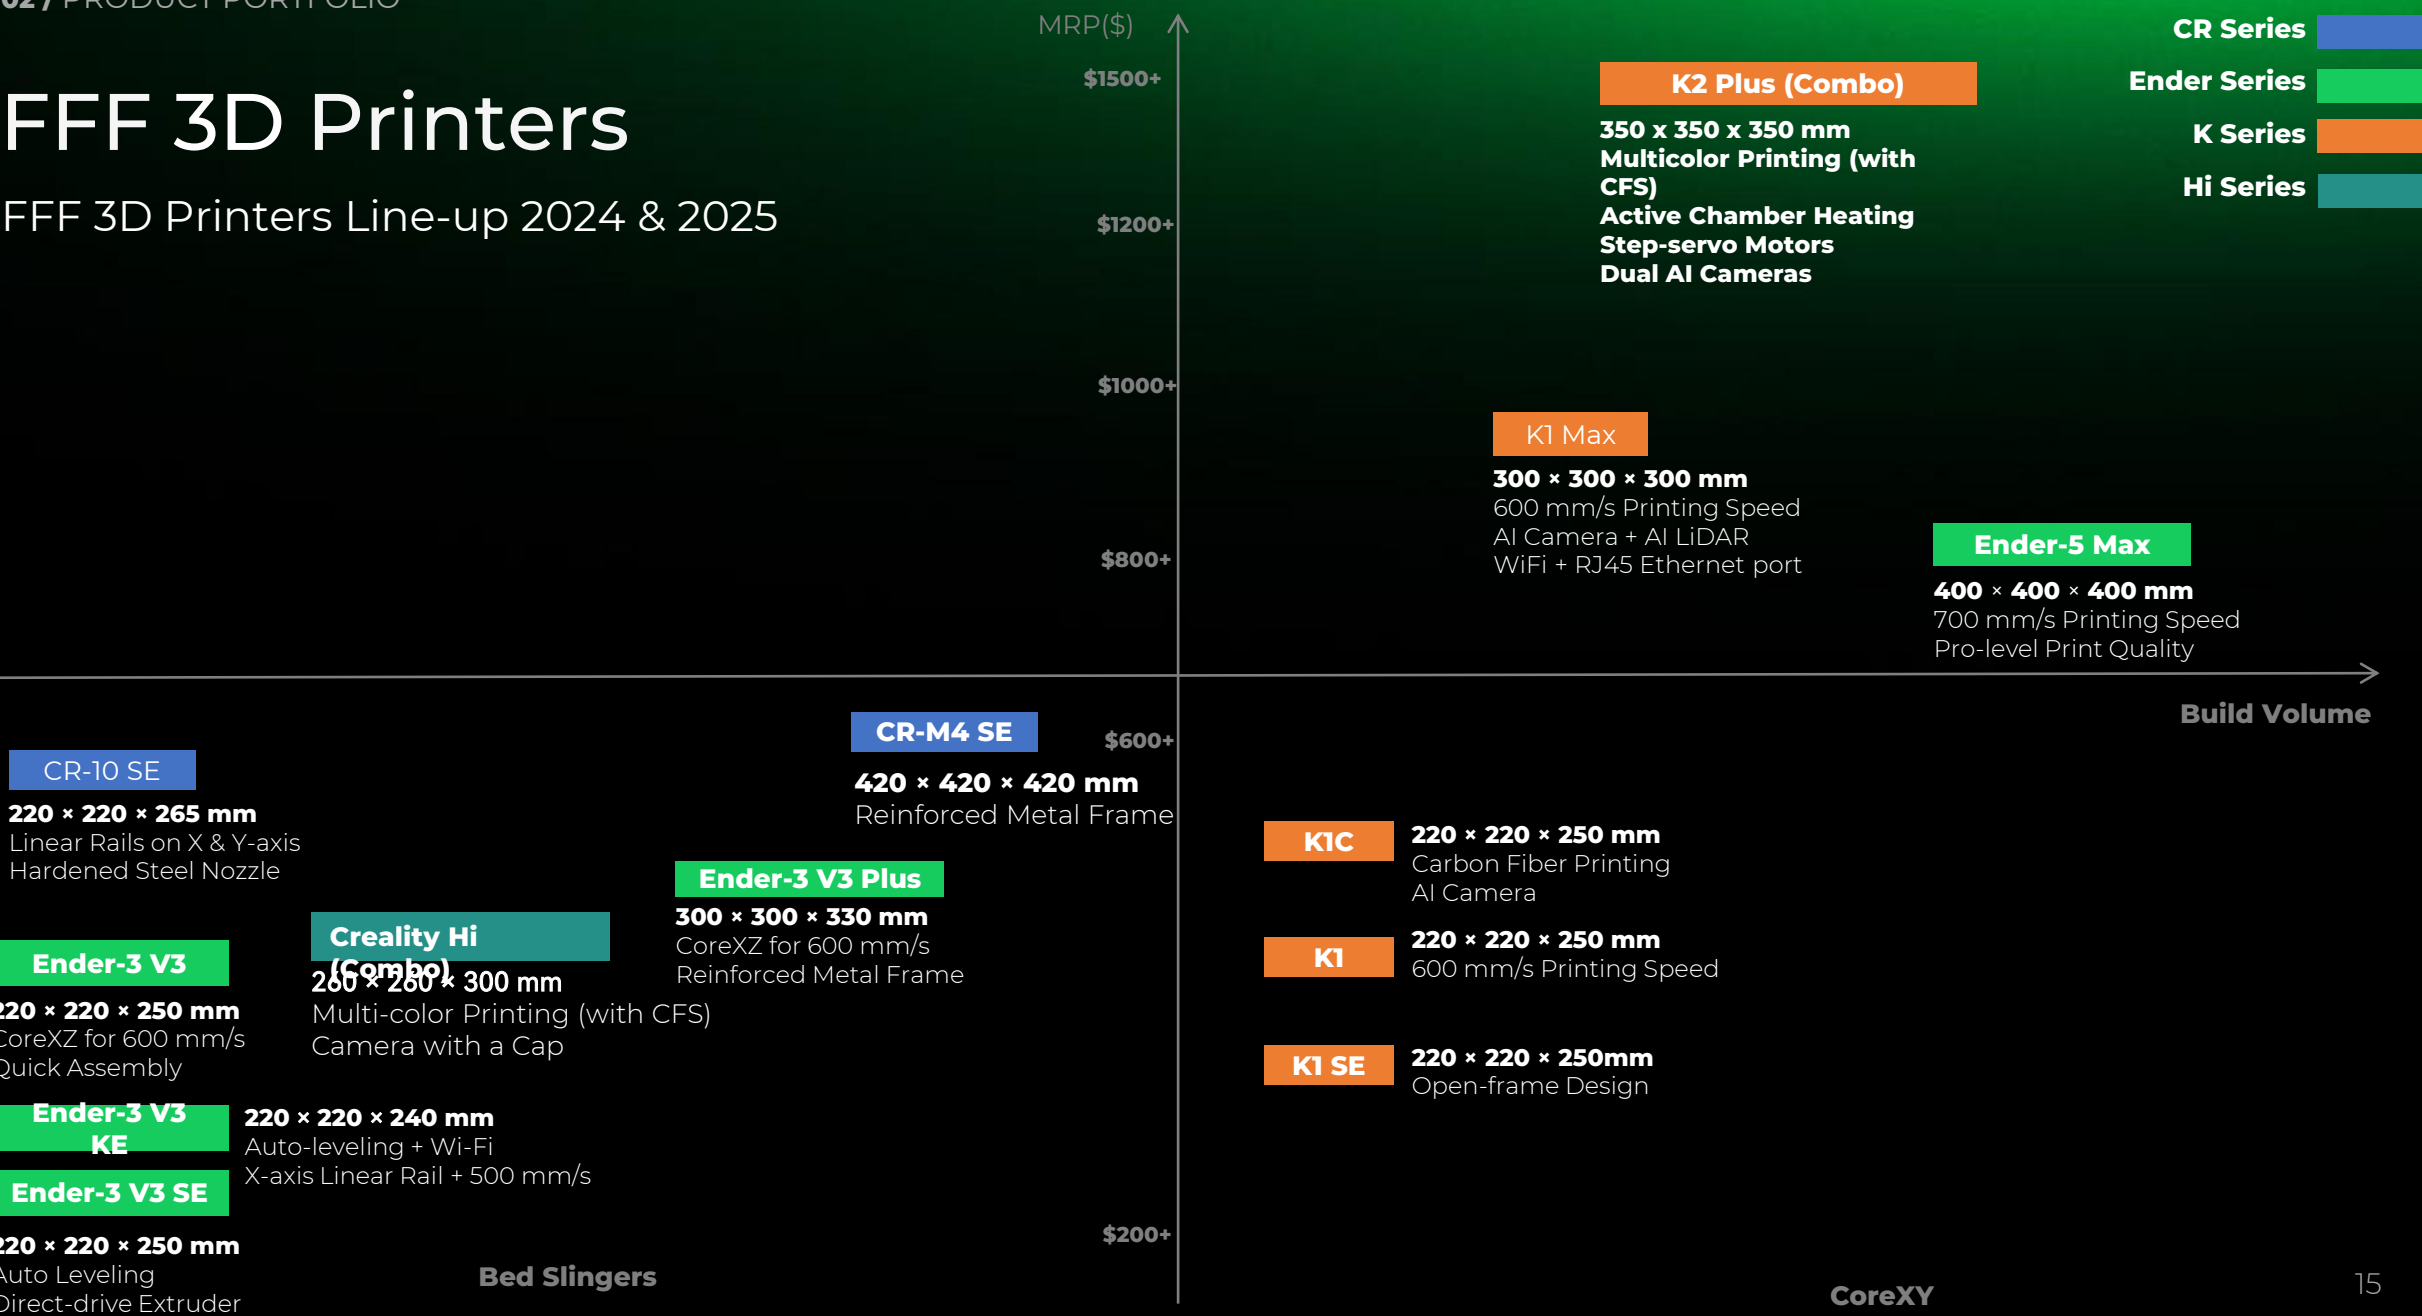 02 / PRODUCT PORTFOLIO
FFF 3D Printers
FFF 3D Printers Line-up 2024 & 2025
MRP($)
$1500+
$1200+
$1000+
$800+
$600+
$200+
CR Series
Ender Series
K Series
Hi Series
K2 Plus (Combo)
350 x 350 x 350 mm
Multicolor Printing (with
CFS)
Active Chamber Heating
Step-servo Motors
Dual AI Cameras
K1 Max
300 × 300 × 300 mm
600 mm/s Printing Speed
AI Camera + AI LiDAR
WiFi + RJ45 Ethernet port
Ender-5 Max
400 × 400 × 400 mm
700 mm/s Printing Speed
Pro-level Print Quality
Build Volume
CR-M4 SE
420 × 420 × 420 mm
Reinforced Metal Frame
CR-10 SE
220 × 220 × 265 mm
Linear Rails on X & Y-axis
Hardened Steel Nozzle
Ender-3 V3 Plus
300 × 300 × 330 mm
CoreXZ for 600 mm/s
Reinforced Metal Frame
Creality Hi
(Combo)
260 × 260 × 300 mm
Multi-color Printing (with CFS)
Camera with a Cap
Ender-3 V3
220 × 220 × 250 mm
CoreXZ for 600 mm/s
Quick Assembly
Ender-3 V3
KE
220 × 220 × 240 mm
Auto-leveling + Wi-Fi
X-axis Linear Rail + 500 mm/s
Ender-3 V3 SE
220 × 220 × 250 mm
Auto Leveling
Direct-drive Extruder
K1C
220 × 220 × 250 mm
Carbon Fiber Printing
AI Camera
K1
220 × 220 × 250 mm
600 mm/s Printing Speed
K1 SE
220 × 220 × 250mm
Open-frame Design
Bed Slingers
CoreXY
15